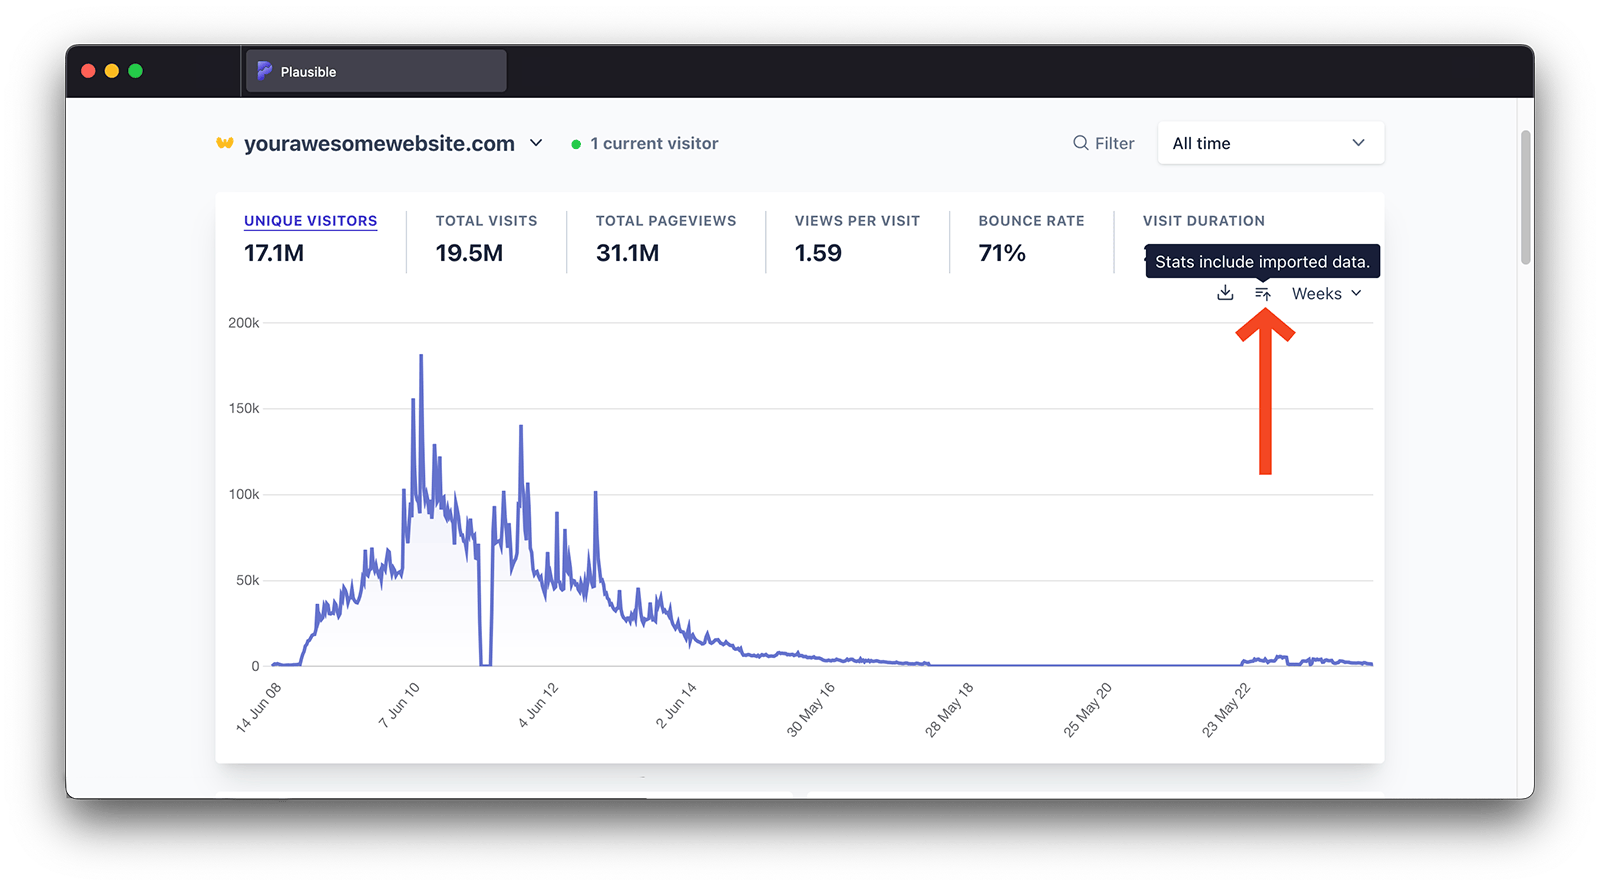 Plausible
yourawesomewebsite.com
1 current visitor
Filter
All time
UNIQUE VISITORS
17.1M
TOTAL VISITS
19.5M
TOTAL PAGEVIEWS
31.1M
VIEWS PER VISIT
1.59
BOUNCE RATE
71%
VISIT DURATION
Stats include imported data.
Weeks
200k
150k
100k
50k
0
14 Jun 08
7 Jun 10
4 Jun 12
2 Jun 14
30 May 16
28 May 18
25 May 20
23 May 22